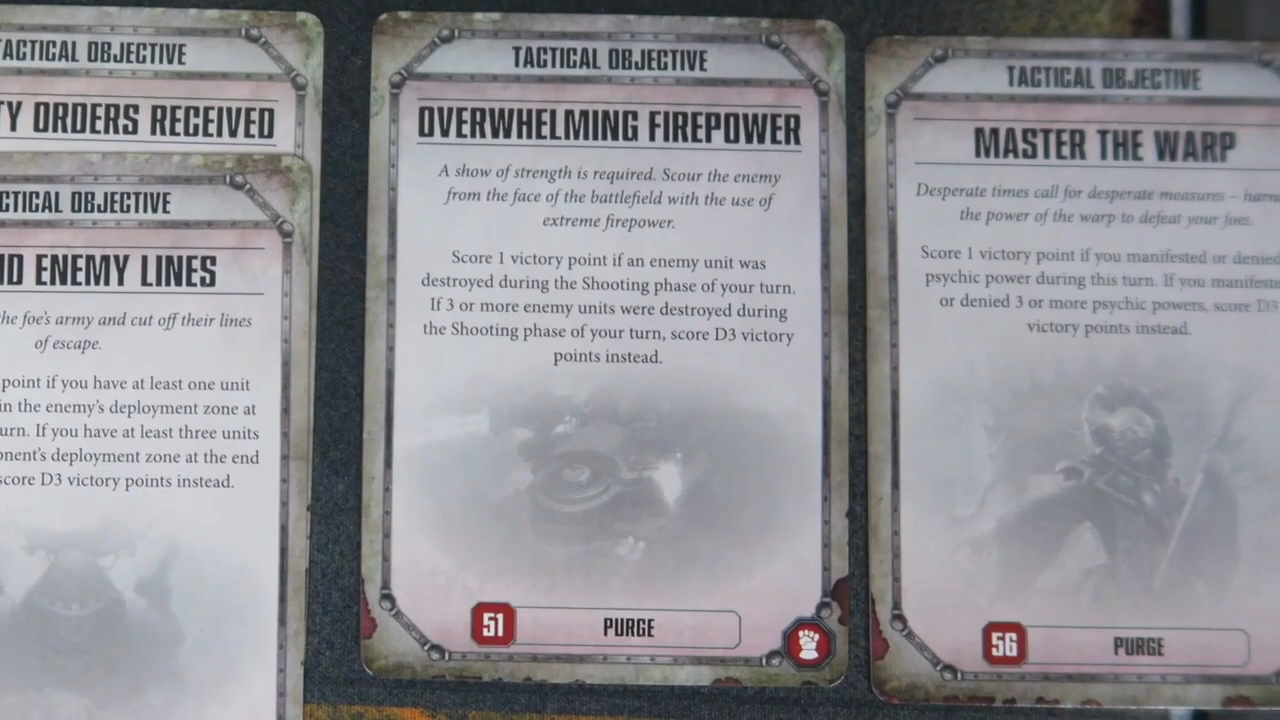 TACTICAL OBJECTIVE
TY ORDERS RECEIVED
CTICAL OBJECTIVE
ND ENEMY LINES
the foe's army and cut off their lines
of escape.
point if you have at least one unit
in the enemy's deployment zone at
urn. If you have at least three units
onent's deployment zone at the end
score D3 victory points instead.
TACTICAL OBJECTIVE
OVERWHELMING FIREPOWER
A show of strength is required. Scour the enemy
from the face of the battlefield with the use of
extreme firepower.
Score 1 victory point if an enemy unit was
destroyed during the Shooting phase of your turn.
If 3 or more enemy units were destroyed during
the Shooting phase of your turn, score D3 victory
points instead.
51
PURGE
TACTICAL OBJECTIVE
MASTER THE WARP
Desperate times call for desperate measures – harn
the power of the warp to defeat your foes.
Score 1 victory point if you manifested or denied
psychic power during this turn. If you manifeste
or denied 3 or more psychic powers, score D3
victory points instead.
56
PURGE